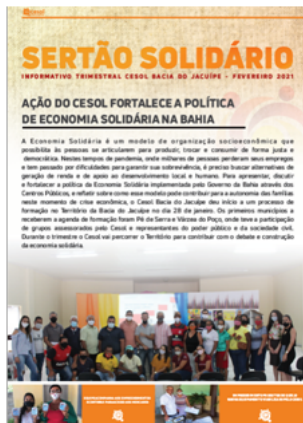 SERTÃO SOLIDÁRIO
INFORMATIVO TRIMESTRAL CESOL BACIA DO JACUÍPE - FEVEREIRO 2021
AÇÃO DO CESOL FORTALECE A POLÍTICA
DE ECONOMIA SOLIDÁRIA NA BAHIA
A Economia Solidária é um modelo de organização socioeconômica que
possibilita às pessoas se articularem para produzir, trocar e consumir de forma justa e
democrática. Nestes tempos de pandemia, onde milhares de pessoas perderam seus empregos
e tem passado por dificuldades para garantir sua sobrevivência, é preciso buscar alternativas de
geração de renda e de apoio ao desenvolvimento local e humano. Para apresentar, discutir
e fortalecer a política da Economia Solidária implementada pelo Governo da Bahia através dos
Centros Públicos, e refletir sobre como esse modelo pode contribuir para a autonomia das famílias
neste momento de crise econômica, o Cesol Bacia do Jacuípe deu início a um processo de
formação no Território da Bacia do Jacuípe no dia 28 de janeiro. Os primeiros municípios a
receberem a agenda de formação foram Pé de Serra e Várzea do Poço, onde teve a participação
de grupos assessorados pelo Cesol e representantes do poder público e da sociedade civil.
Durante o trimestre o Cesol vai percorrer o Território para contribuir com o debate e construção
da economia solidária.